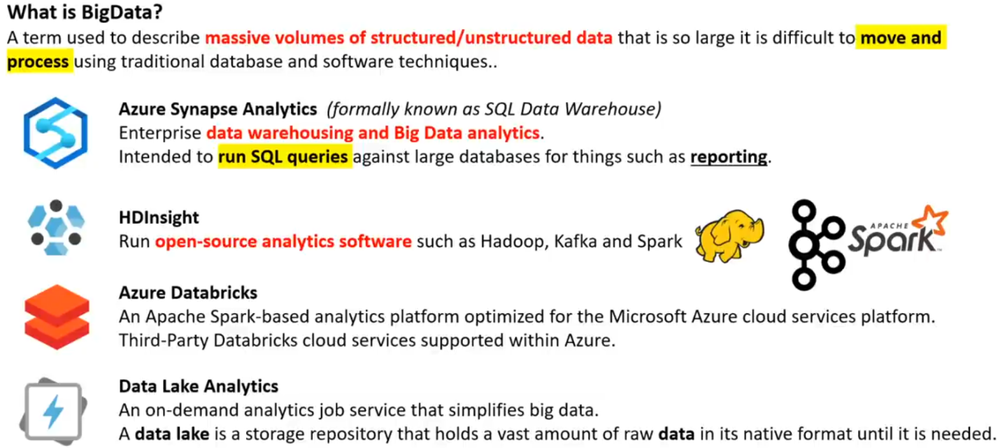 What is BigData?
A term used to describe massive volumes of structured/unstructured data that is so large it is difficult to move and
process using traditional database and software techniques..
Azure Synapse Analytics (formally known as SQL Data Warehouse)
Enterprise data warehousing and Big Data analytics.
Intended to run SQL queries against large databases for things such as reporting.
HDInsight
Run open-source analytics software such as Hadoop, Kafka and Spark
APACHE
Spark™
Azure Databricks
An Apache Spark-based analytics platform optimized for the Microsoft Azure cloud services platform.
Third-Party Databricks cloud services supported within Azure.
Data Lake Analytics
An on-demand analytics job service that simplifies big data.
A data lake is a storage repository that holds a vast amount of raw data in its native format until it is needed.